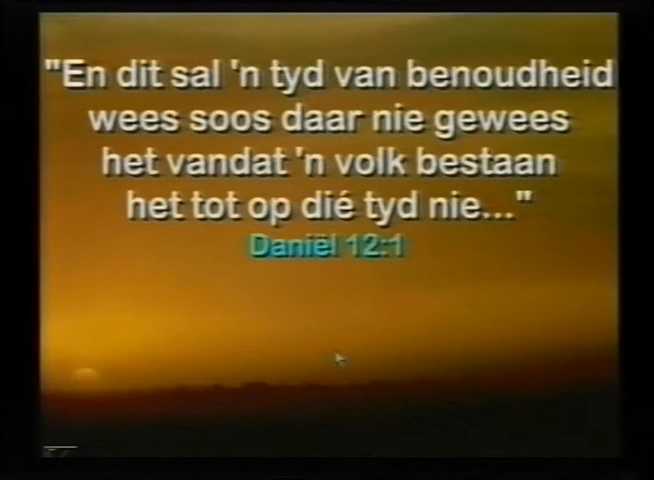 "En dit sal 'n tyd van benoudheid
wees soos daar nie gewees
het vandat 'n volk bestaan
het tot op dié tyd nie..."
Daniël 12:1